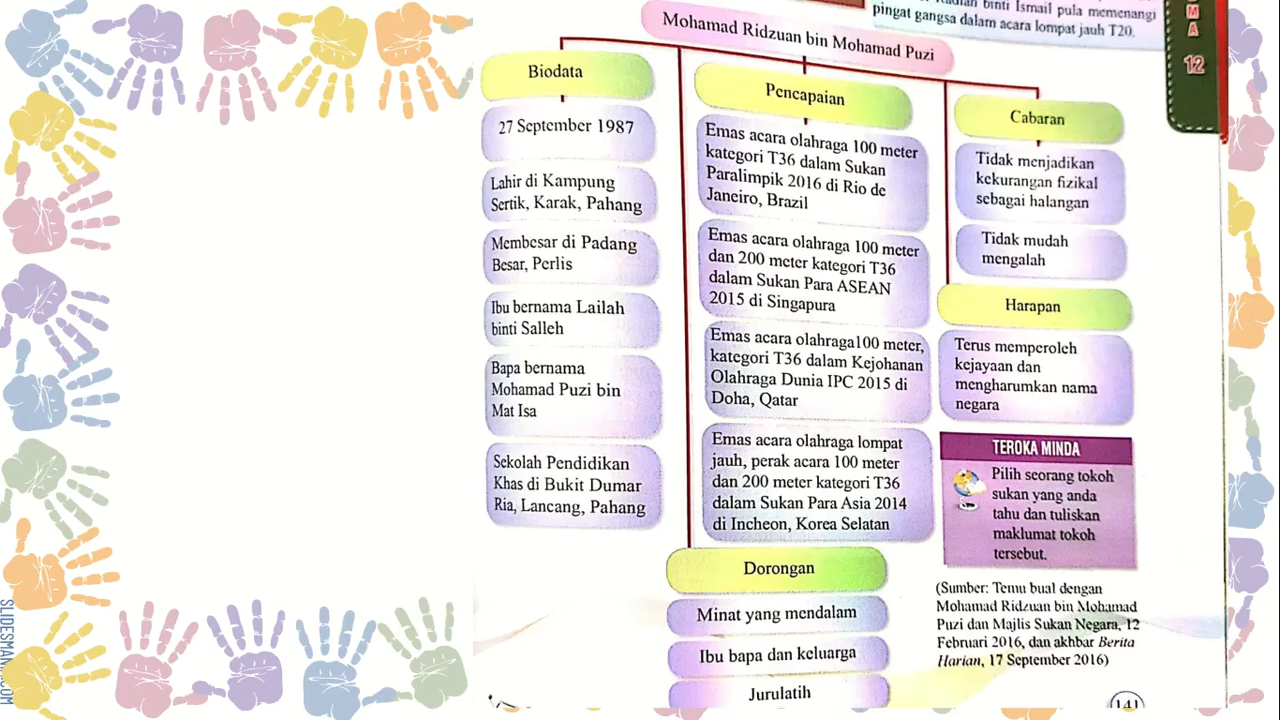 binti Ismail pula memenangi
pingat gangsa dalam acara lompat jauh T20.
M
A
12
Mohamad Ridzuan bin Mohamad Puzi
Biodata
27 September 1987
Lahir di Kampung
Sertik, Karak, Pahang
Membesar di Padang
Besar, Perlis
Ibu bernama Lailah
binti Salleh
Bapa bernama
Mohamad Puzi bin
Mat Isa
Sekolah Pendidikan
Khas di Bukit Dumar
Ria, Lancang, Pahang
Pencapaian
Emas acara olahraga 100 meter
kategori T36 dalam Sukan
Paralimpik 2016 di Rio de
Janeiro, Brazil
Emas acara olahraga 100 meter
dan 200 meter kategori T36
dalam Sukan Para ASEAN
2015 di Singapura
Emas acara olahraga100 meter,
kategori T36 dalam Kejohanan
Olahraga Dunia IPC 2015 di
Doha, Qatar
Emas acara olahraga lompat
jauh, perak acara 100 meter
dan 200 meter kategori T36
dalam Sukan Para Asia 2014
di Incheon, Korea Selatan
Dorongan
Minat yang mendalam
Ibu bapa dan keluarga
Jurulatih
Cabaran
Tidak menjadikan
kekurangan fizikal
sebagai halangan
Tidak mudah
mengalah
Harapan
Terus memperoleh
kejayaan dan
mengharumkan nama
negara
TEROKA MINDA
Pilih seorang tokoh
sukan yang anda
tahu dan tuliskan
maklumat tokoh
tersebut.
(Sumber: Temu bual dengan
Mohamad Ridzuan bin Mohamad
Puzi dan Majlis Sukan Negara, 12
Februari 2016, dan akhbar Berita
Harian, 17 September 2016)
141
SLIDESMANIA.COM